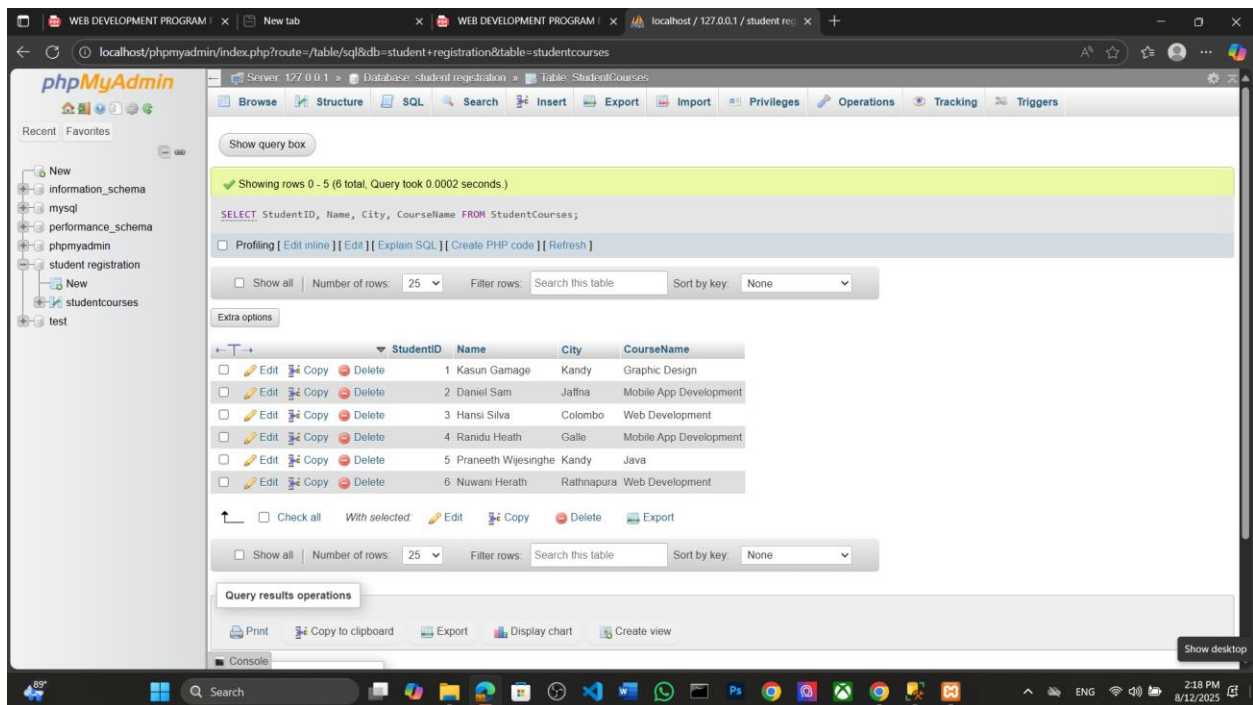 WEB DEVELOPMENT PROGRAM
New tab
WEB DEVELOPMENT PROGRAM
localhost / 127.0.0.1 / student reg
localhost/phpmyadmin/index.php?route=/table/sql&db=student+registration&table=studentcourses
phpMyAdmin
Recent Favorites
New
information_schema
mysql
performance_schema
phpmyadmin
student registration
New
studentcourses
test
Server: 127.0.0.1 » Database: student registration » Table: StudentCourses
Browse Structure SQL Search Insert Export Import Privileges Operations Tracking Triggers
Show query box
Showing rows 0 - 5 (6 total, Query took 0.0002 seconds.)
SELECT StudentID, Name, City, CourseName FROM StudentCourses;
Profiling [ Edit inline ] [ Edit ] [ Explain SQL ] [ Create PHP code ] [ Refresh ]
Show all | Number of rows: 25 Filter rows: Search this table Sort by key: None
Extra options
←T→ StudentID Name City CourseName
Edit Copy Delete 1 Kasun Gamage Kandy Graphic Design
Edit Copy Delete 2 Daniel Sam Jaffna Mobile App Development
Edit Copy Delete 3 Hansi Silva Colombo Web Development
Edit Copy Delete 4 Ranidu Heath Galle Mobile App Development
Edit Copy Delete 5 Praneeth Wijesinghe Kandy Java
Edit Copy Delete 6 Nuwani Herath Rathnapura Web Development
Check all With selected: Edit Copy Delete Export
Show all | Number of rows: 25 Filter rows: Search this table Sort by key: None
Query results operations
Print Copy to clipboard Export Display chart Create view
Console
Show desktop
89°
Search
Ps
ENG
2:18 PM
8/12/2025